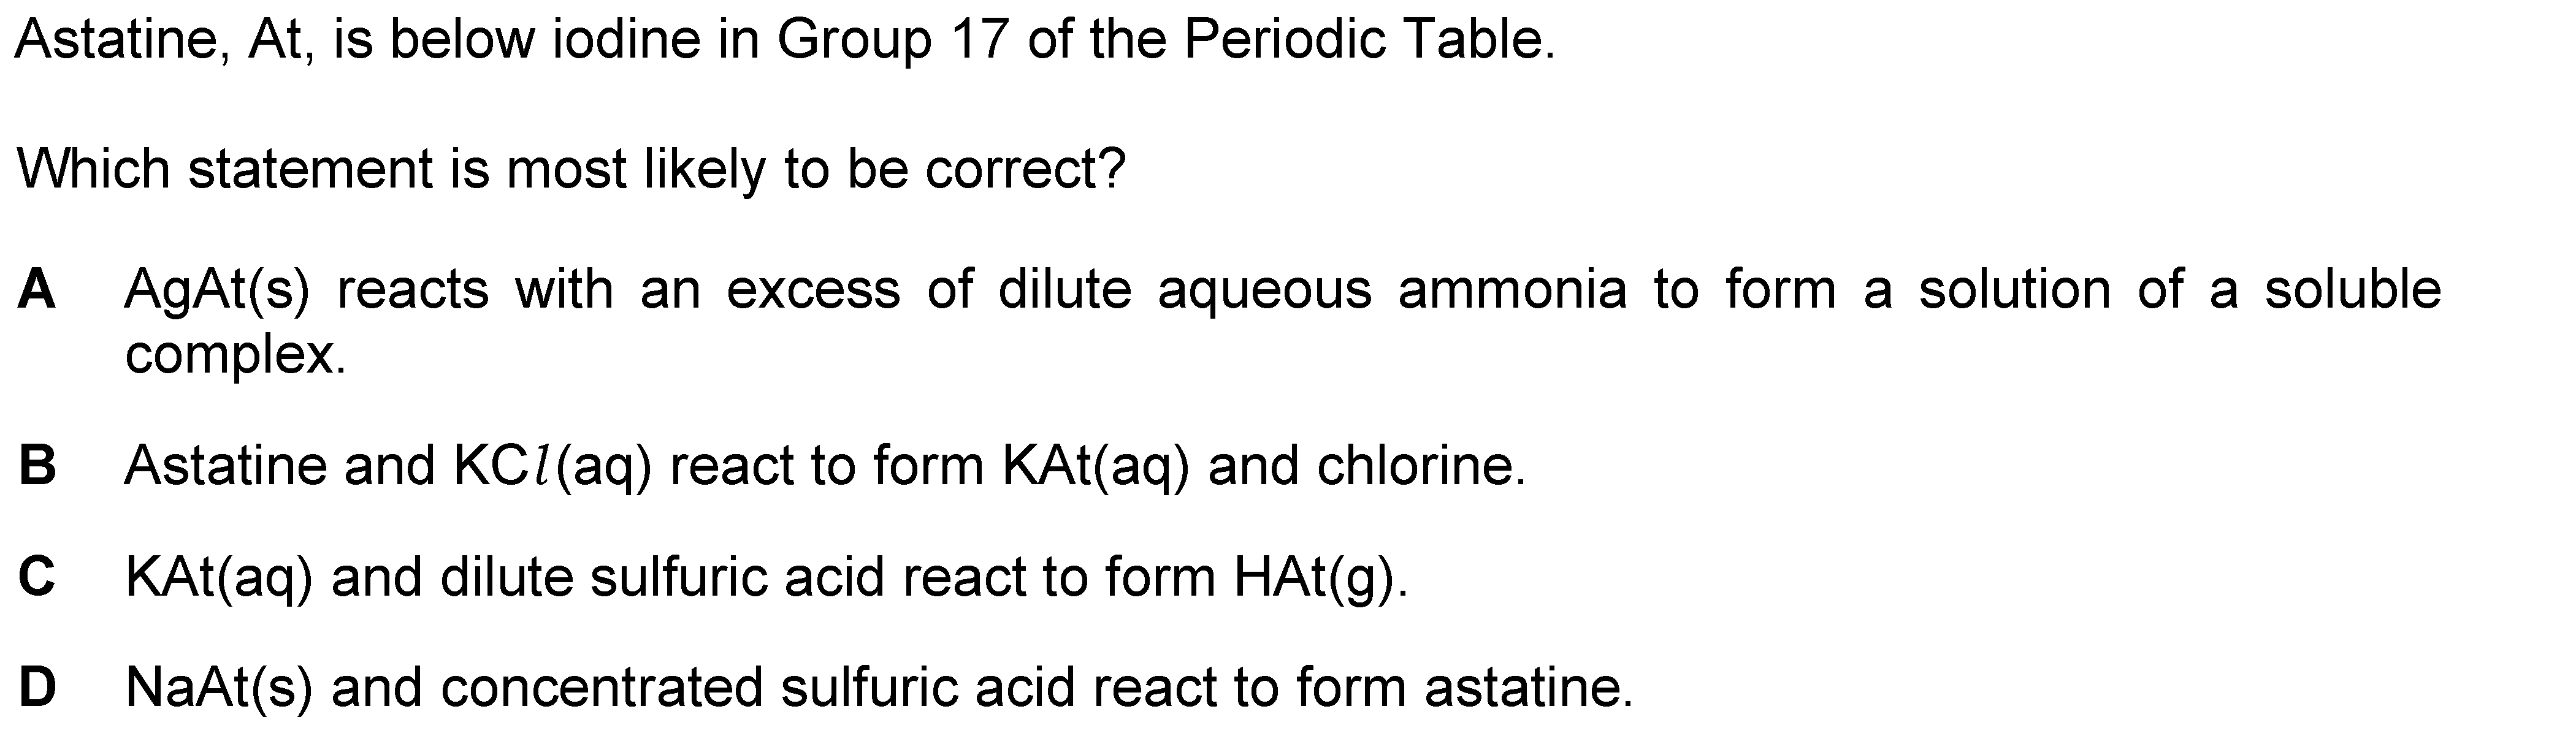 Astatine, At, is below iodine in Group 17 of the Periodic Table.
Which statement is most likely to be correct?
A AgAt(s) reacts with an excess of dilute aqueous ammonia to form a solution of a soluble
complex.
B Astatine and KCl(aq) react to form KAt(aq) and chlorine.
C KAt(aq) and dilute sulfuric acid react to form HAt(g).
D NaAt(s) and concentrated sulfuric acid react to form astatine.